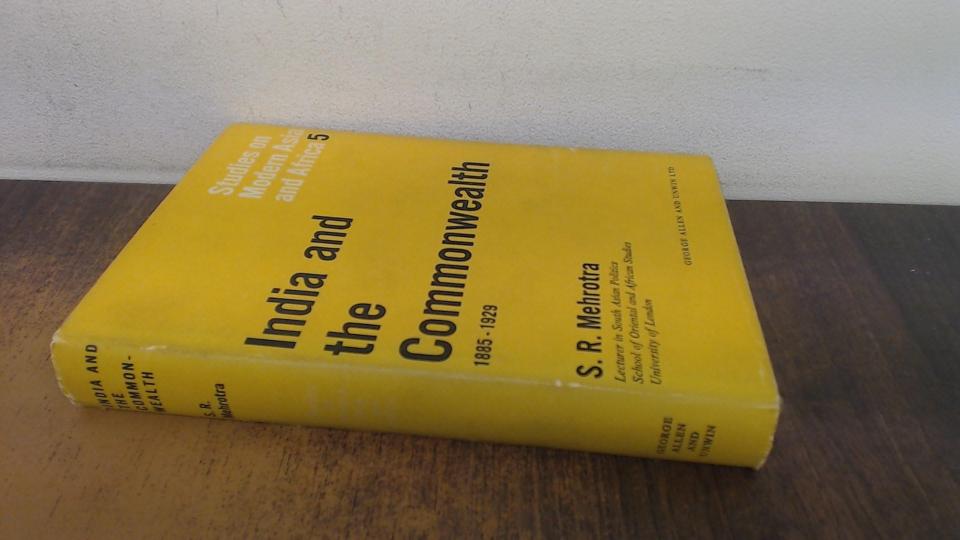 Studies on
Modern Asia
and Africa 5
India and
the
Commonwealth
1885-1929
S. R. Mehrotra
Lecturer in South Asian Politics
School of Oriental and African Studies
University of London
GEORGE ALLEN AND UNWIN LTD
INDIA AND
THE
COMMON-
WEALTH
S. R.
Mehrotra
GEORGE
ALLEN
AND
UNWIN